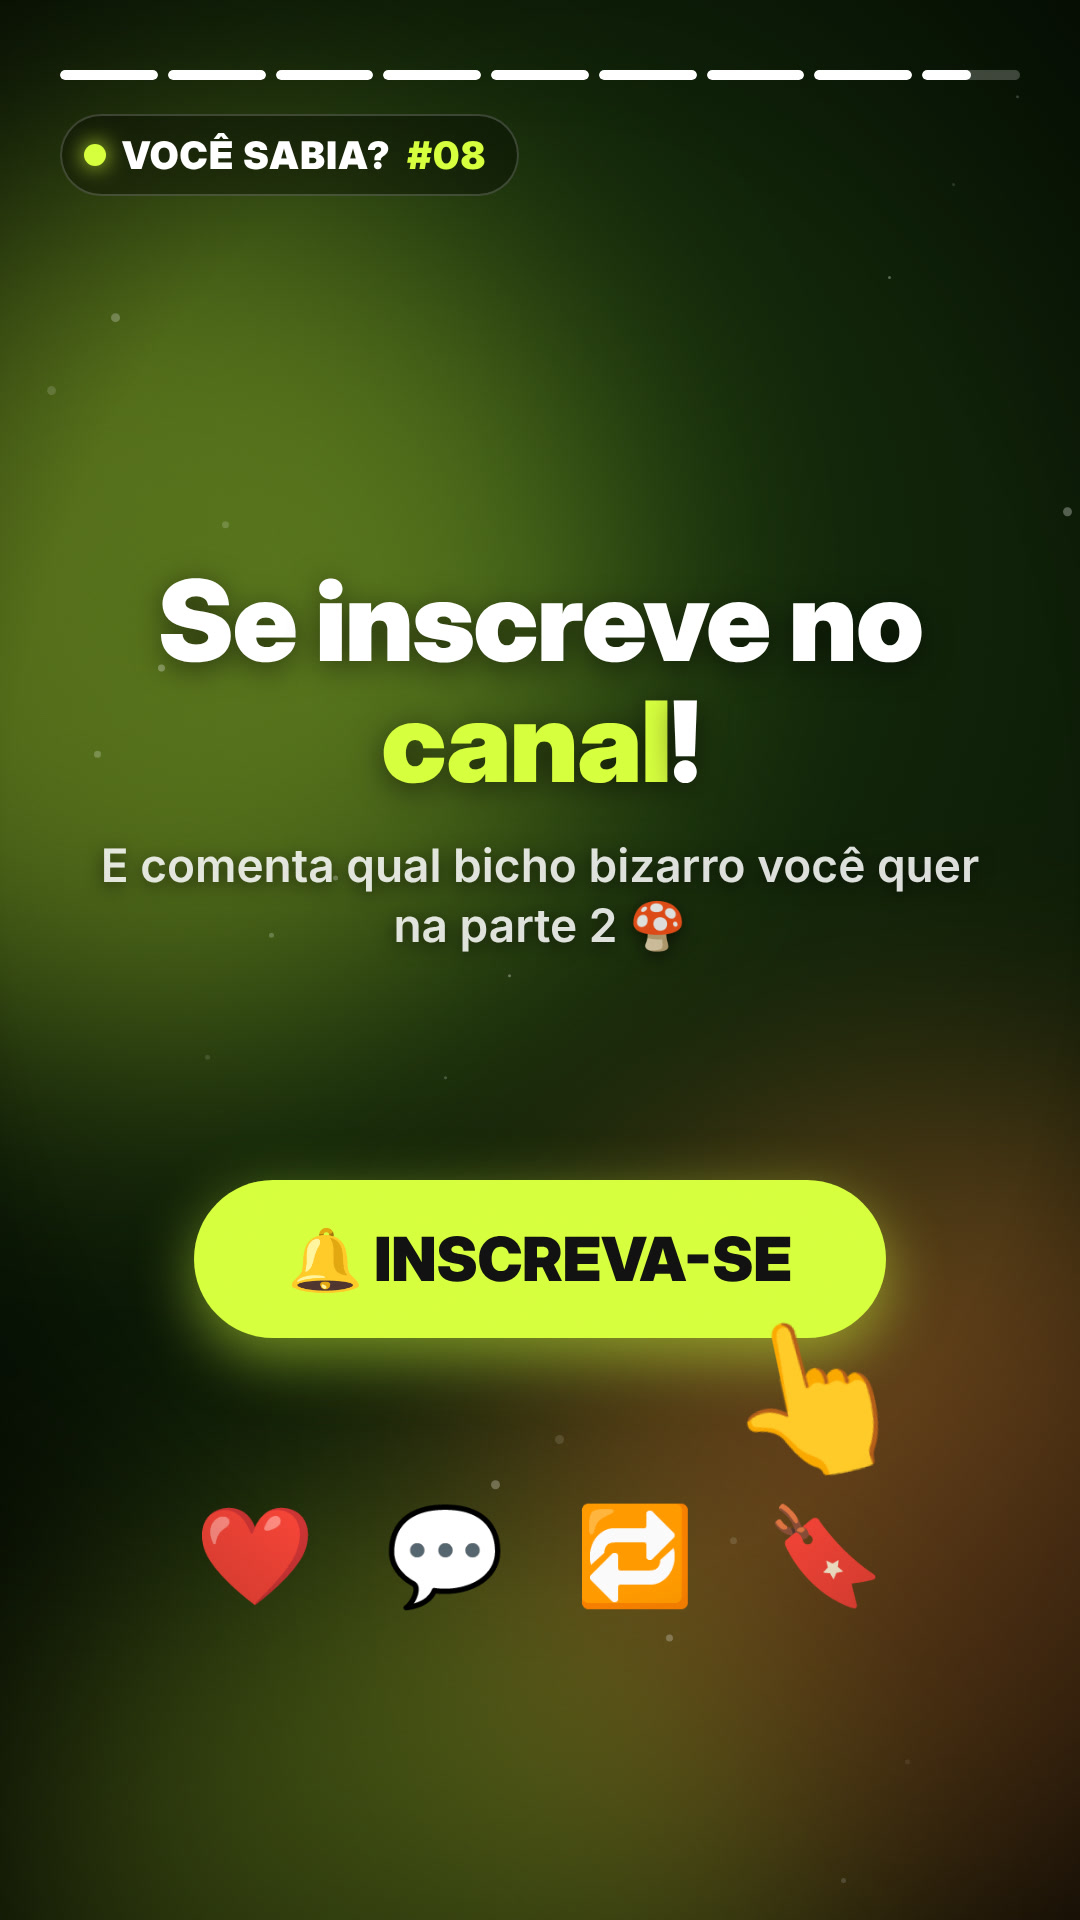 VOCÊ SABIA? #08
Se inscreve no
canal!
E comenta qual bicho bizarro você quer
na parte 2 🍄
🔔 INSCREVA-SE